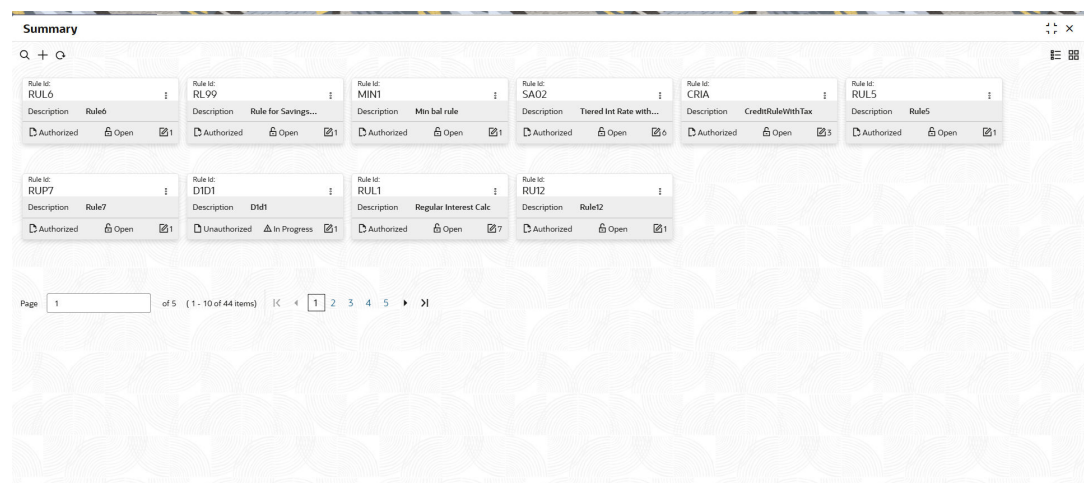 Summary
Rule Id: Rule Id: Rule Id: Rule Id: Rule Id: Rule Id:
RUL6 RL99 MIN1 SA02 CRIA RUL5
Description Rule6 Description Rule for Savings... Description Min bal rule Description Tiered Int Rate with... Description CreditRuleWithTax Description Rule5
Authorized Open 1 Authorized Open 1 Authorized Open 1 Authorized Open 6 Authorized Open 3 Authorized Open 1
Rule Id: Rule Id: Rule Id: Rule Id:
RUP7 D1D1 RUL1 RU12
Description Rule7 Description D1d1 Description Regular Interest Calc Description Rule12
Authorized Open 1 Unauthorized In Progress 1 Authorized Open 7 Authorized Open 1
Page 1 of 5 (1 - 10 of 44 items) 1 2 3 4 5